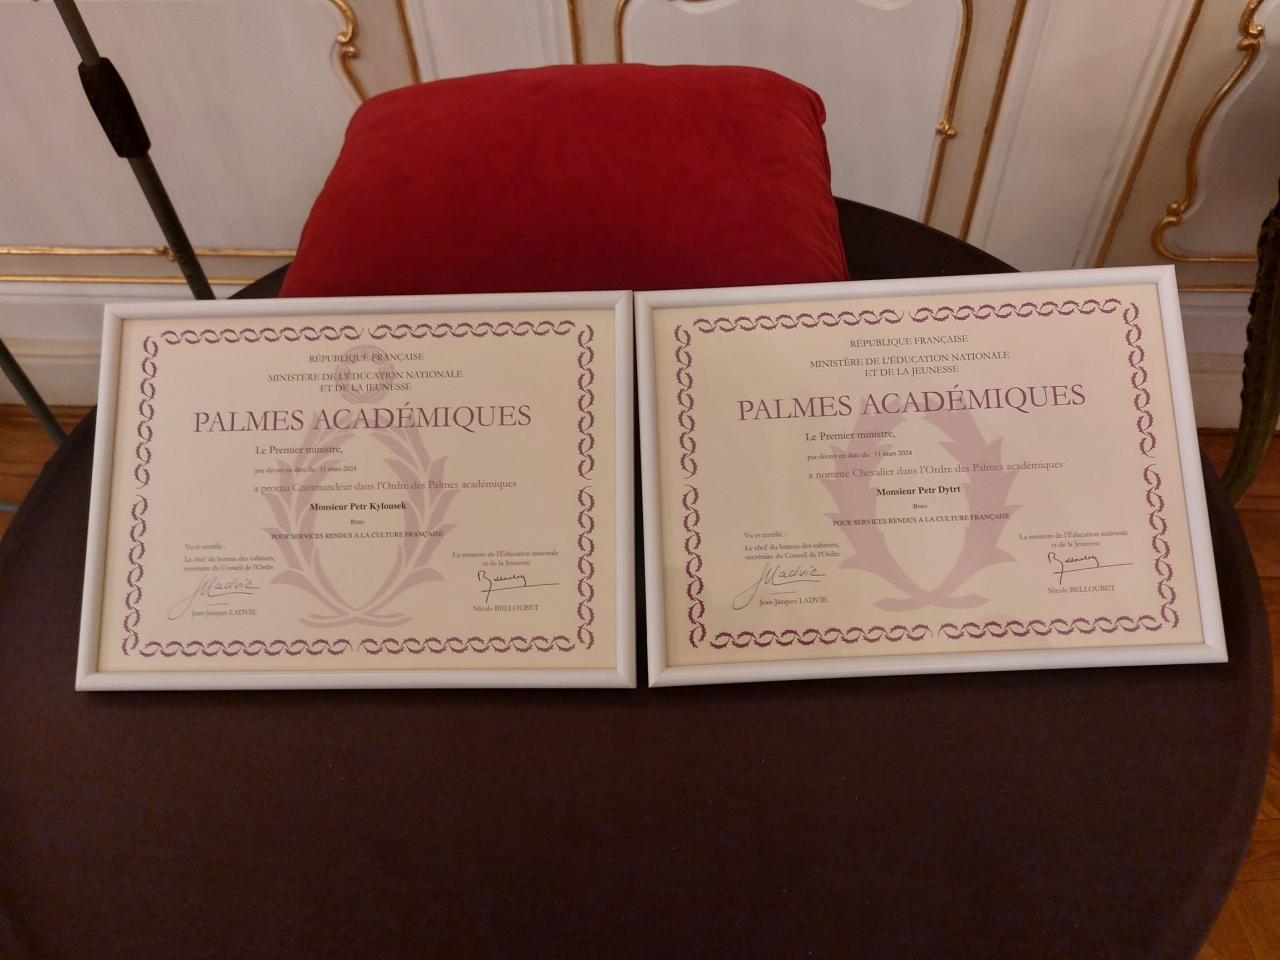 RÉPUBLIQUE FRANÇAISE
MINISTÈRE DE L'ÉDUCATION NATIONALE
ET DE LA JEUNESSE
PALMES ACADÉMIQUES
Le Premier ministre,
par décret en date du 11 mars 2024
a promu Commandeur dans l'Ordre des Palmes académiques
Monsieur Petr Kylousek
Brno
POUR SERVICES RENDUS A LA CULTURE FRANÇAISE
Vu et certifié :
Le chef du bureau des cabinets,
secrétaire du Conseil de l'Ordre
Jean-Jacques LADVIE
La ministre de l'Éducation nationale
et de la Jeunesse
Nicole BELLOUBET
RÉPUBLIQUE FRANÇAISE
MINISTÈRE DE L'ÉDUCATION NATIONALE
ET DE LA JEUNESSE
PALMES ACADÉMIQUES
Le Premier ministre,
par décret en date du 11 mars 2024
a nommé Chevalier dans l'Ordre des Palmes académiques
Monsieur Petr Dytrt
Brno
POUR SERVICES RENDUS A LA CULTURE FRANÇAISE
Vu et certifié :
Le chef du bureau des cabinets,
secrétaire du Conseil de l'Ordre
Jean-Jacques LADVIE
La ministre de l'Éducation nationale
et de la Jeunesse
Nicole BELLOUBET